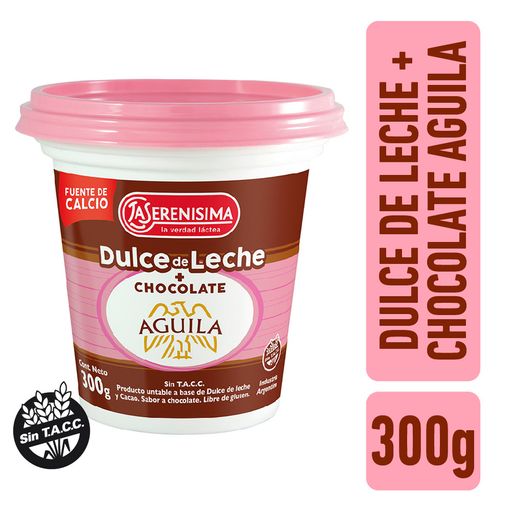 FUENTE DE
CALCIO
LA SERENISIMA
la verdad láctea
Dulce de Leche
+
CHOCOLATE
AGUILA
Cont. Neto
300g
Sin T.A.C.C.
Producto untable a base de Dulce de leche
y Cacao. Sabor a chocolate. Libre de gluten.
Industria
Argentina
Sin T.A.C.C.
DULCE DE LECHE +
CHOCOLATE AGUILA
300g